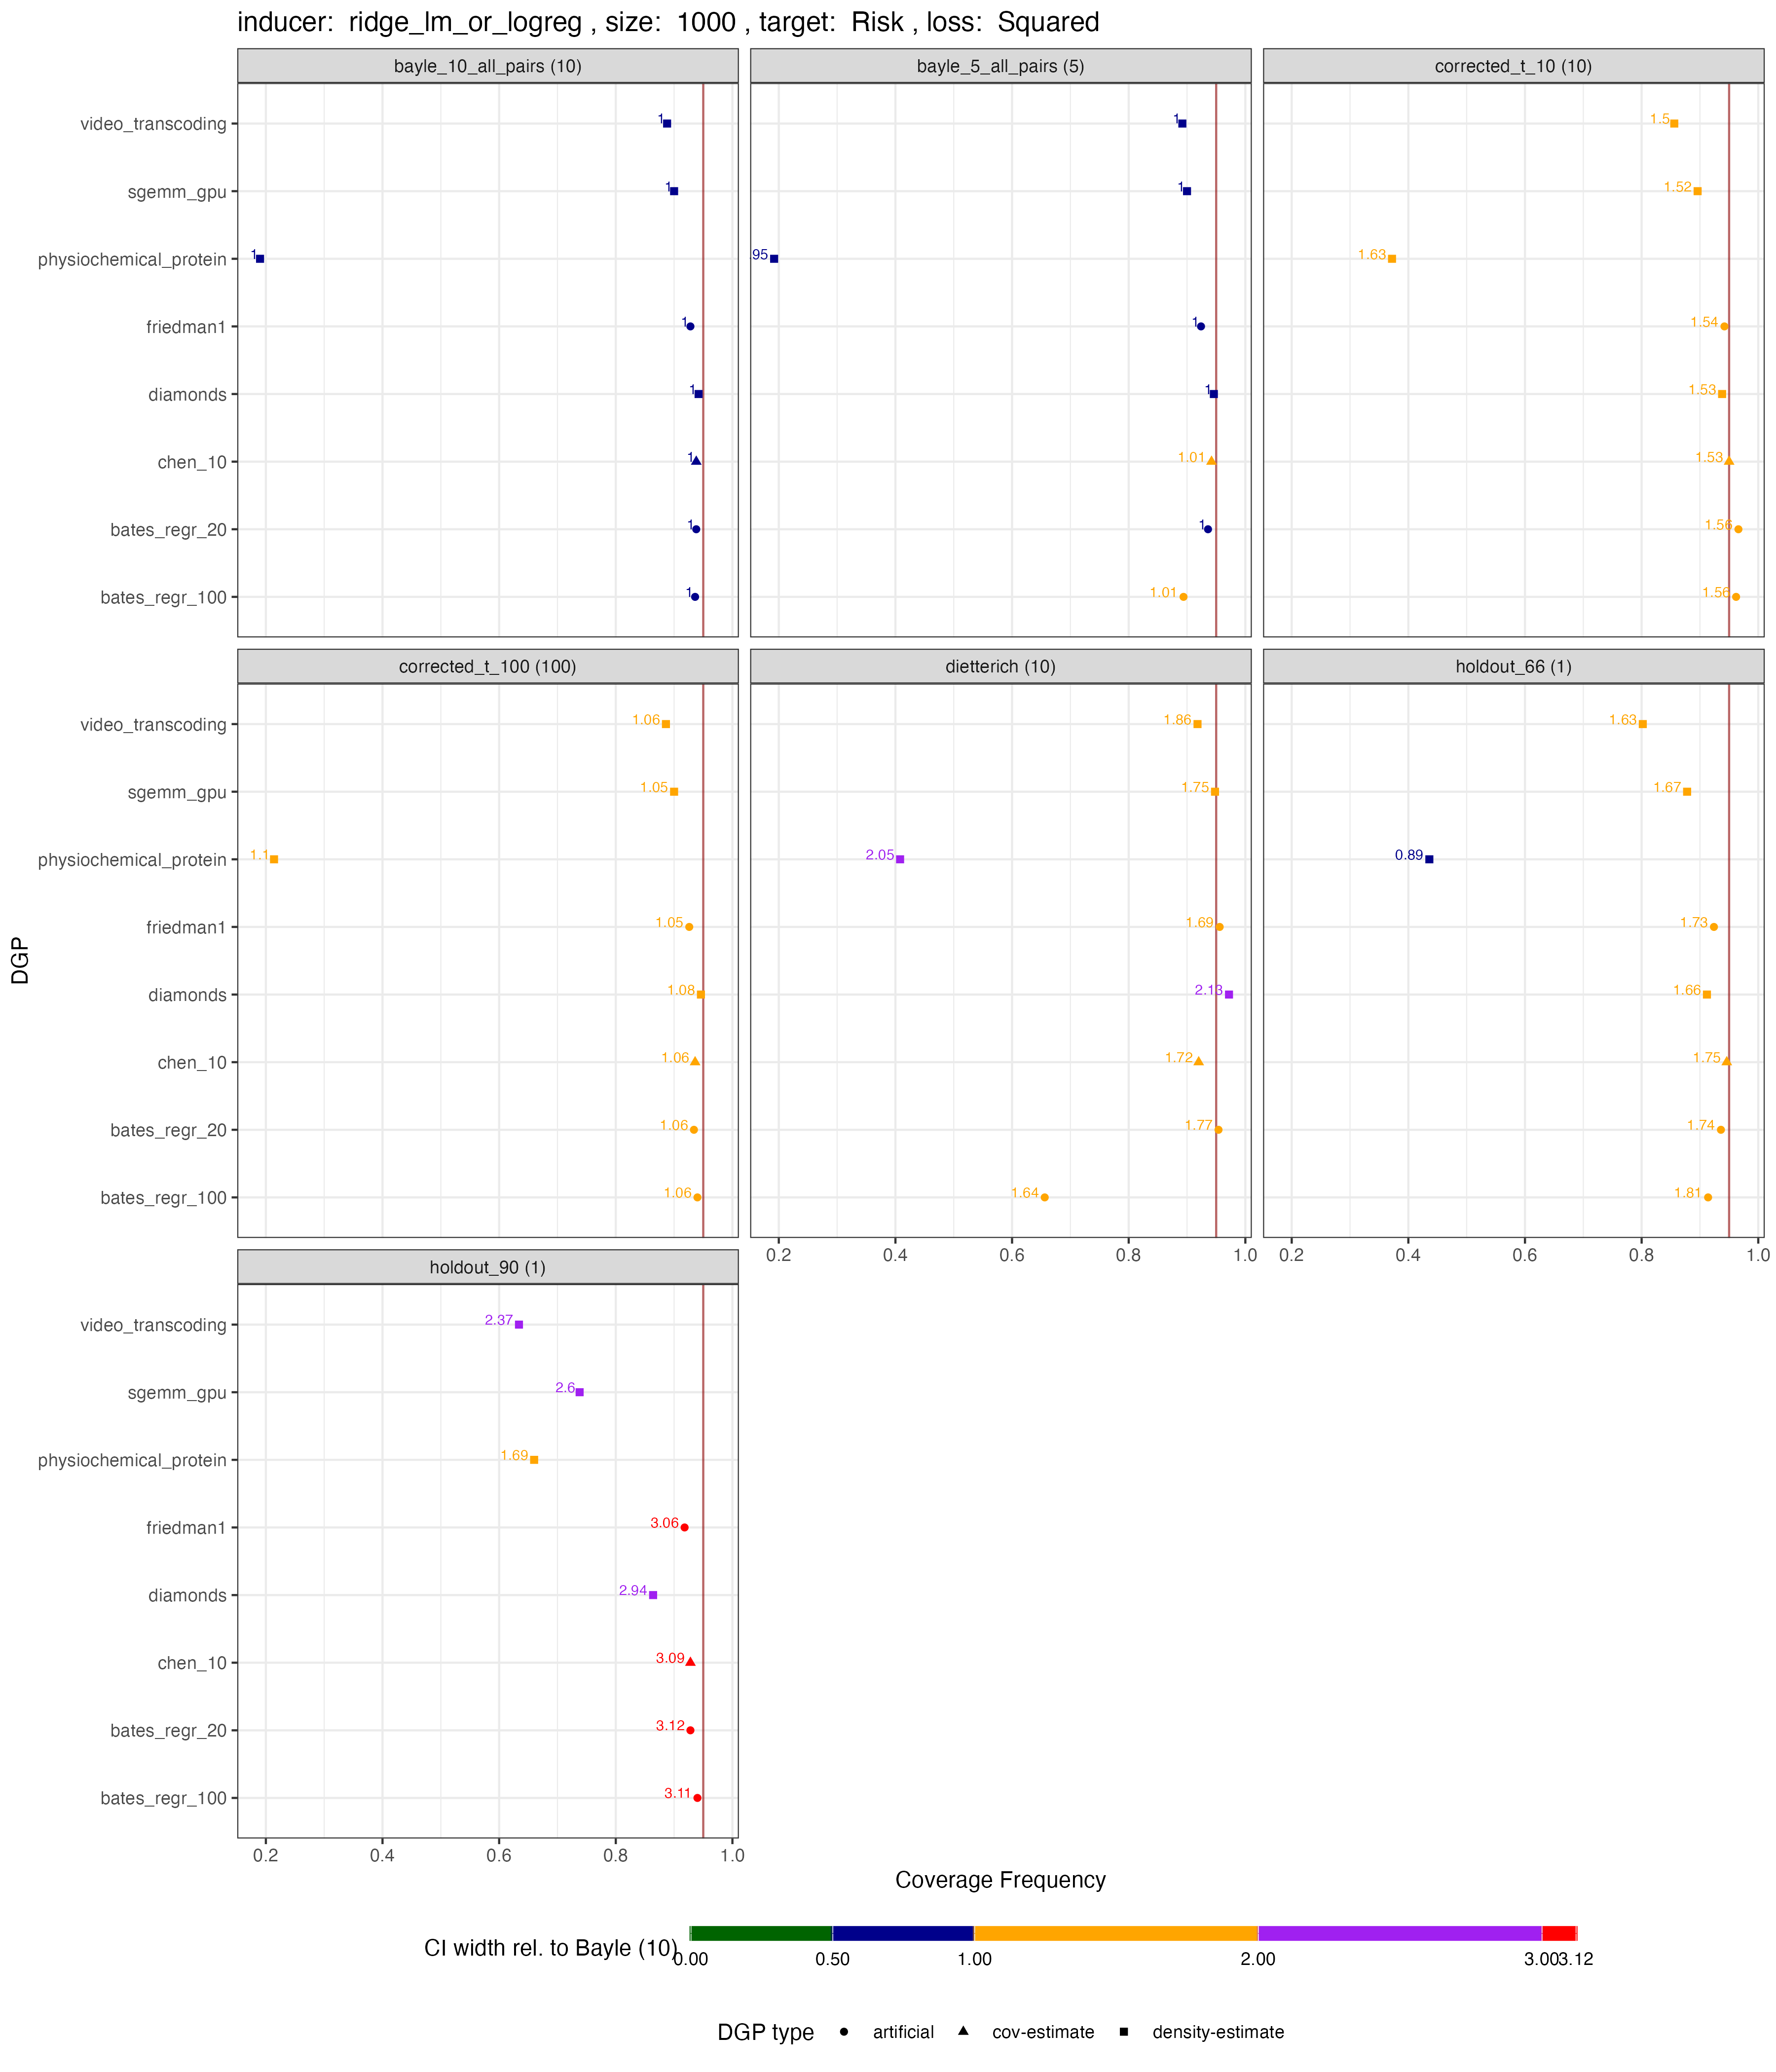 inducer: ridge_lm_or_logreg , size: 1000 , target: Risk , loss: Squared
bayle_10_all_pairs (10)
bayle_5_all_pairs (5)
corrected_t_10 (10)
video_transcoding 1 1 1.5
sgemm_gpu 1 1 1.52
physiochemical_protein 1 95 1.63
friedman1 1 1 1.54
diamonds 1 1 1.53
chen_10 1 1.01 1.53
bates_regr_20 1 1 1.56
bates_regr_100 1 1.01 1.56
corrected_t_100 (100)
dietterich (10)
holdout_66 (1)
video_transcoding 1.06 1.86 1.63
sgemm_gpu 1.05 1.75 1.67
physiochemical_protein 1.1 2.05 0.89
friedman1 1.05 1.69 1.73
diamonds 1.08 2.13 1.66
chen_10 1.06 1.72 1.75
bates_regr_20 1.06 1.77 1.74
bates_regr_100 1.06 1.64 1.81
0.2 0.4 0.6 0.8 1.0
0.2 0.4 0.6 0.8 1.0
DGP
holdout_90 (1)
video_transcoding 2.37
sgemm_gpu 2.6
physiochemical_protein 1.69
friedman1 3.06
diamonds 2.94
chen_10 3.09
bates_regr_20 3.12
bates_regr_100 3.11
0.2 0.4 0.6 0.8 1.0
Coverage Frequency
CI width rel. to Bayle (10)
0.00 0.50 1.00 2.00 3.00 3.12
DGP type artificial cov-estimate density-estimate